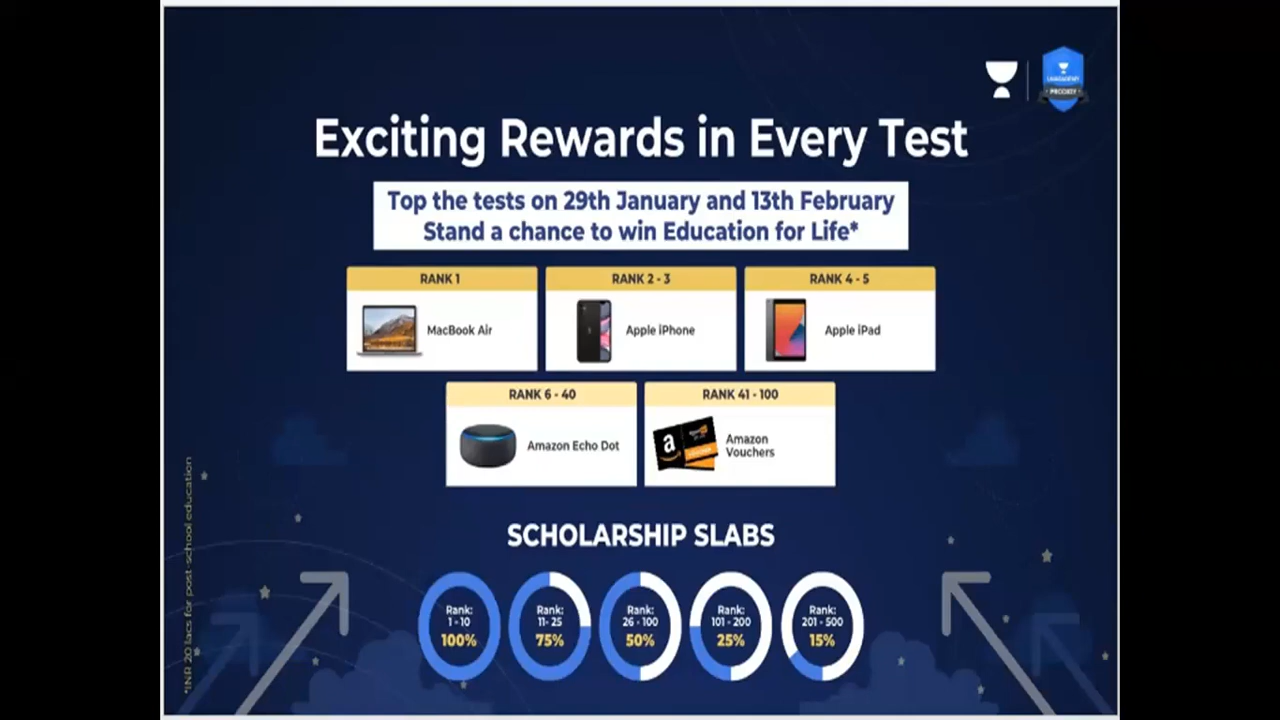 UNACADEMY
PRODIGY
Exciting Rewards in Every Test
Top the tests on 29th January and 13th February
Stand a chance to win Education for Life*
RANK 1
MacBook Air
RANK 2 - 3
Apple iPhone
RANK 4 - 5
Apple iPad
RANK 6 - 40
Amazon Echo Dot
RANK 41 - 100
a
Amazon
Vouchers
SCHOLARSHIP SLABS
Rank:
1 - 10
100%
Rank:
11- 25
75%
Rank:
26 - 100
50%
Rank:
101 - 200
25%
Rank:
201 - 500
15%
*INR 20 lacs for post-school education